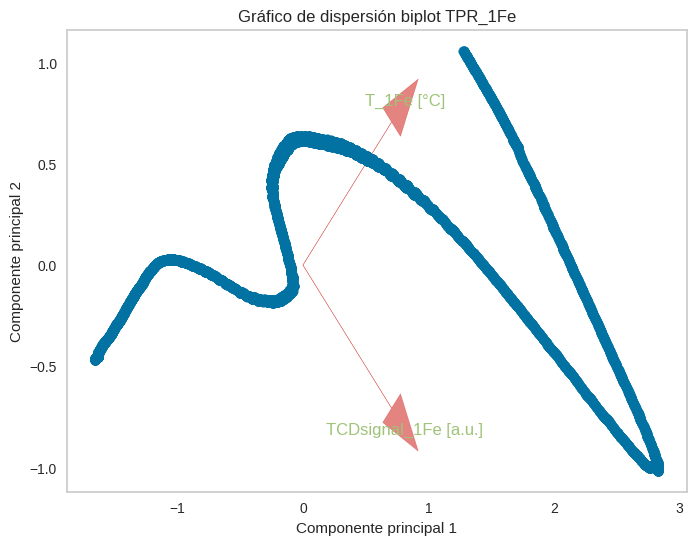 Gráfico de dispersión biplot TPR_1Fe
1.0
T_1Fe [°C]
0.5
Componente principal 2
0.0
−0.5
TCDsignal_1Fe [a.u.]
−1.0
−1
0
1
2
3
Componente principal 1